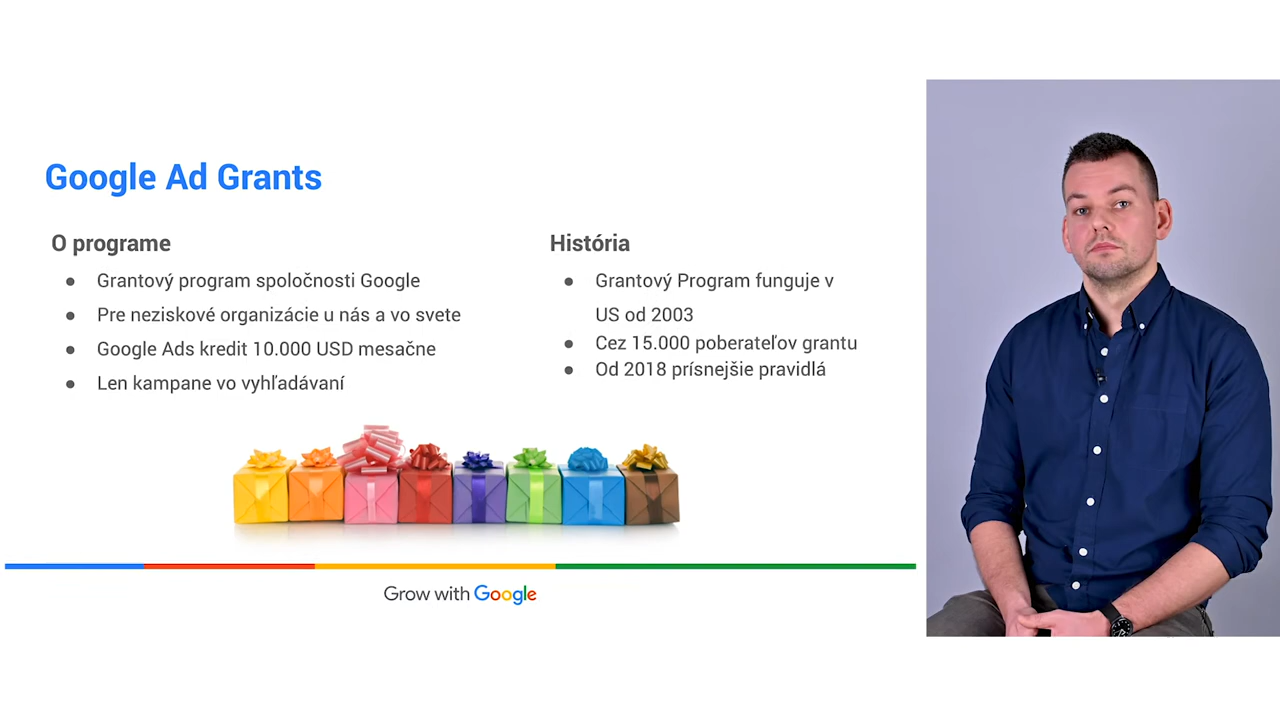 Google Ad Grants
O programe
Grantový program spoločnosti Google
Pre neziskové organizácie u nás a vo svete
Google Ads kredit 10.000 USD mesačne
Len kampane vo vyhľadávaní
História
Grantový Program funguje v
US od 2003
Cez 15.000 poberateľov grantu
Od 2018 prísnejšie pravidlá
Grow with Google